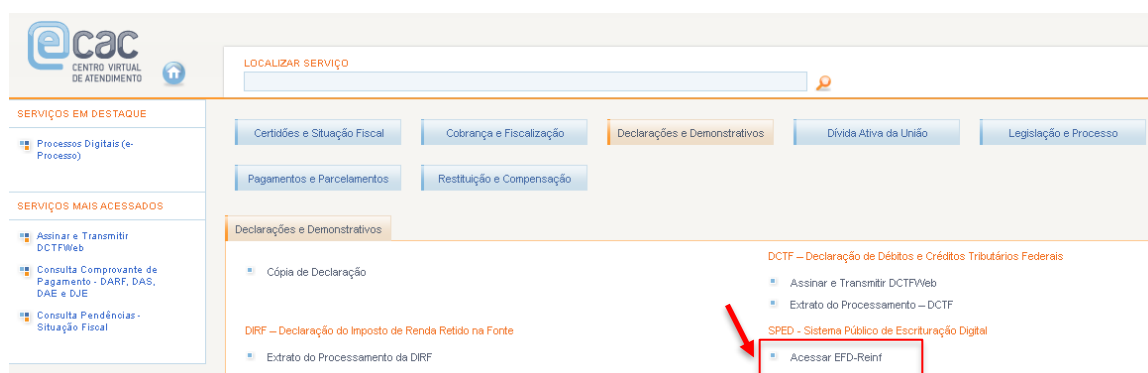 ecac
CENTRO VIRTUAL
DE ATENDIMENTO
LOCALIZAR SERVIÇO
SERVIÇOS EM DESTAQUE
Processos Digitais (e-
Processo)
SERVIÇOS MAIS ACESSADOS
Assinar e Transmitir
DCTFWeb
Consulta Comprovante de
Pagamento - DARF, DAS,
DAE e DJE
Consulta Pendências -
Situação Fiscal
Certidões e Situação Fiscal
Cobrança e Fiscalização
Declarações e Demonstrativos
Dívida Ativa da União
Legislação e Processo
Pagamentos e Parcelamentos
Restituição e Compensação
Declarações e Demonstrativos
Cópia de Declaração
DIRF – Declaração do Imposto de Renda Retido na Fonte
Extrato do Processamento da DIRF
DCTF – Declaração de Débitos e Créditos Tributários Federais
Assinar e Transmitir DCTFWeb
Extrato do Processamento – DCTF
SPED - Sistema Público de Escrituração Digital
Acessar EFD-Reinf